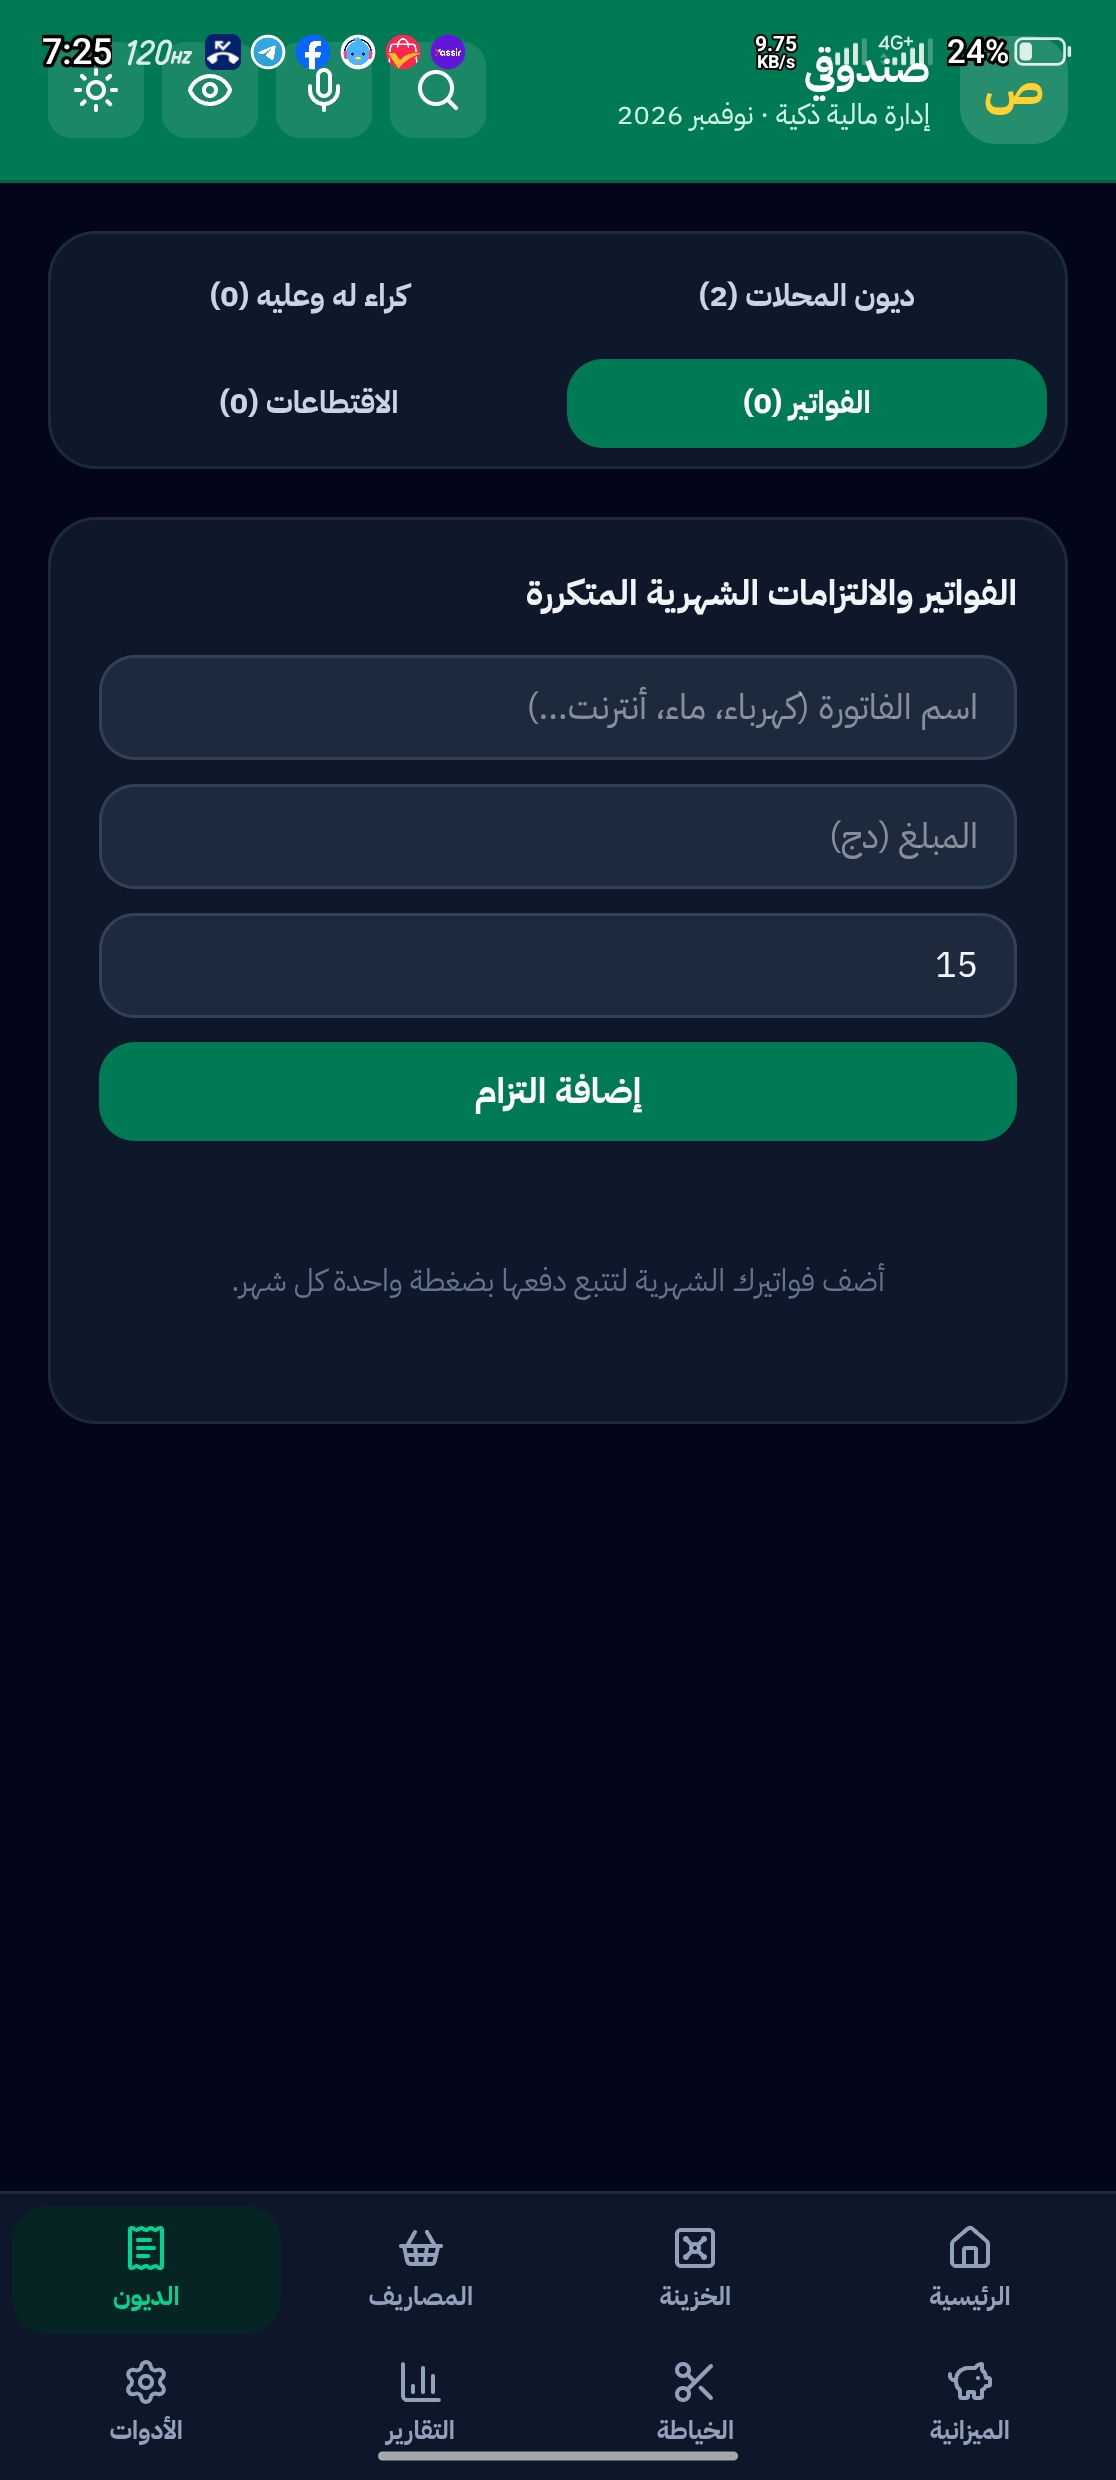 7:25 120HZ Yassir 9.75 KB/s 4G+ 24%
ص
صندوقي
إدارة مالية ذكية · نوفمبر 2026
ديون المحلات (2)
كراء له وعليه (0)
الفواتير (0)
الاقتطاعات (0)
الفواتير والالتزامات الشهرية المتكررة
اسم الفاتورة (كهرباء، ماء، أنترنت...)
المبلغ (دج)
15
إضافة التزام
أضف فواتيرك الشهرية لتتبع دفعها بضغطة واحدة كل شهر.
الرئيسية
الخزينة
المصاريف
الديون
الميزانية
الخياطة
التقارير
الأدوات